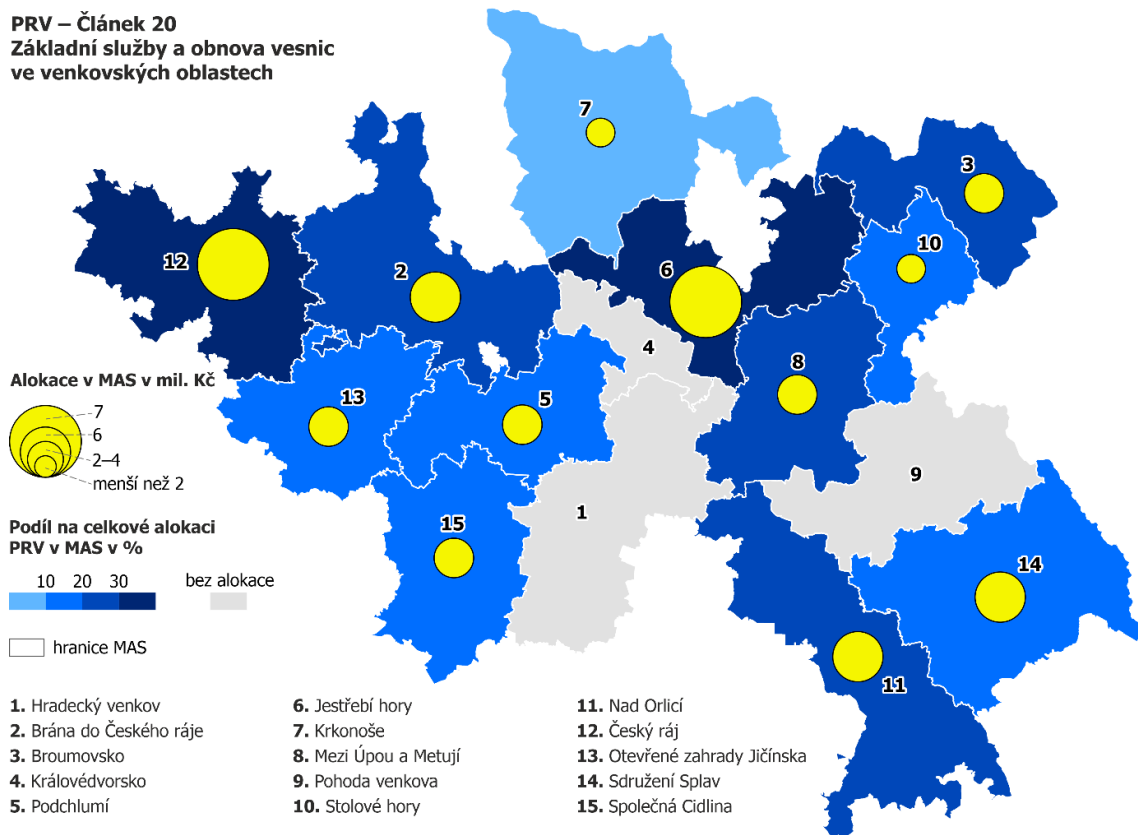 PRV – Článek 20
Základní služby a obnova vesnic
ve venkovských oblastech
7
3
10
12
2
6
4
8
13
5
9
15
1
14
11
Alokace v MAS v mil. Kč
7
6
2–4
menší než 2
Podíl na celkové alokaci
PRV v MAS v %
10 20 30 bez alokace
hranice MAS
1. Hradecký venkov
2. Brána do Českého ráje
3. Broumovsko
4. Královédvorsko
5. Podchlumí
6. Jestřebí hory
7. Krkonoše
8. Mezi Úpou a Metují
9. Pohoda venkova
10. Stolové hory
11. Nad Orlicí
12. Český ráj
13. Otevřené zahrady Jičínska
14. Sdružení Splav
15. Společná Cidlina